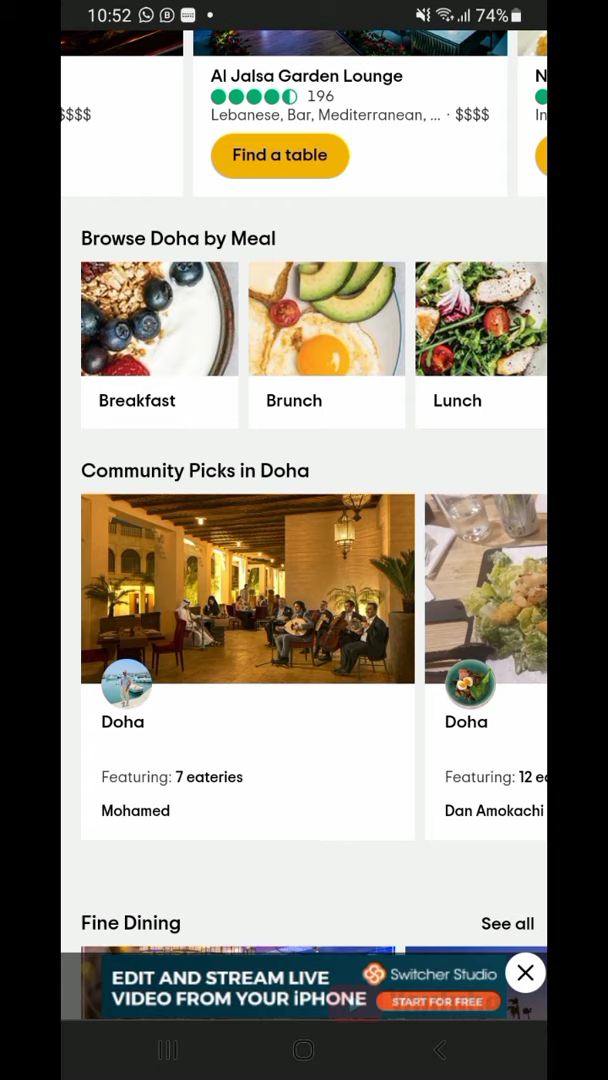 10:52
74%
Al Jalsa Garden Lounge
N
196
$$$$
Lebanese, Bar, Mediterranean, ... · $$$$
In
Find a table
Browse Doha by Meal
Breakfast
Brunch
Lunch
Community Picks in Doha
Doha
Doha
Featuring: 7 eateries
Featuring: 12 e
Mohamed
Dan Amokachi
Fine Dining
See all
EDIT AND STREAM LIVE
VIDEO FROM YOUR iPHONE
Switcher Studio
START FOR FREE